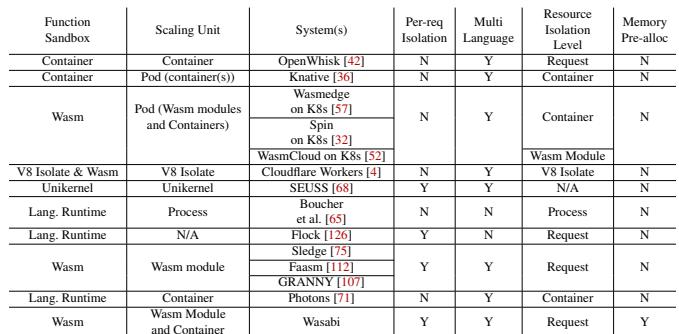 Function Sandbox | Scaling Unit | System(s) | Per-req Isolation | Multi Language | Resource Isolation Level | Memory Pre-alloc
Container | Container | OpenWhisk [42] | N | Y | Request | N
Container | Pod (container(s)) | Knative [36] | N | Y | Container | N
Wasm | Pod (Wasm modules and Containers) | Wasmedge on K8s [57] | N | Y | Container | N
Spin on K8s [32]
WasmCloud on K8s [52] | Wasm Module
V8 Isolate & Wasm | V8 Isolate | Cloudflare Workers [4] | N | Y | V8 Isolate | N
Unikernel | Unikernel | SEUSS [68] | Y | Y | N/A | N
Lang. Runtime | Process | Boucher et al. [65] | N | N | Process | N
Lang. Runtime | N/A | Flock [126] | Y | N | Request | N
Wasm | Wasm module | Sledge [75] | Y | Y | Request | N
Faasm [112]
GRANNY [107]
Lang. Runtime | Container | Photons [71] | N | Y | Container | N
Wasm | Wasm Module and Container | Wasabi | Y | Y | Request | Y